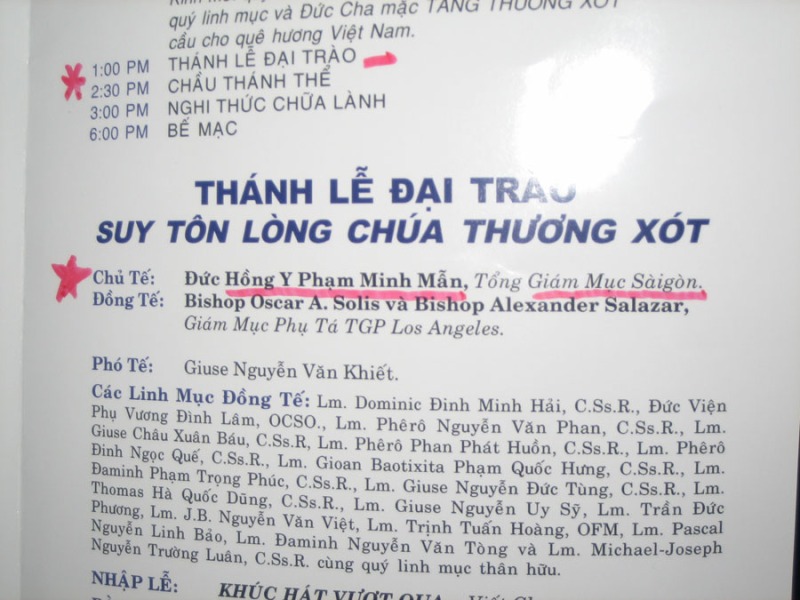 quý linh mục và Đức Cha mặc TANG THƯƠNG XÓT
cầu cho quê hương Việt Nam.
1:00 PM THÁNH LỄ ĐẠI TRÀO
2:30 PM CHẦU THÁNH THỂ
3:00 PM NGHI THỨC CHỮA LÀNH
6:00 PM BẾ MẠC
THÁNH LỄ ĐẠI TRÀO
SUY TÔN LÒNG CHÚA THƯƠNG XÓT
Chủ Tế: Đức Hồng Y Phạm Minh Mẫn, Tổng Giám Mục Sàigòn.
Đồng Tế: Bishop Oscar A. Solis và Bishop Alexander Salazar,
Giám Mục Phụ Tá TGP Los Angeles.
Phó Tế: Giuse Nguyễn Văn Khiết.
Các Linh Mục Đồng Tế: Lm. Dominic Đinh Minh Hải, C.Ss.R., Đức Viện
Phụ Vương Đình Lâm, OCSO., Lm. Phêrô Nguyễn Văn Phan, C.Ss.R., Lm.
Giuse Châu Xuân Báu, C.Ss.R, Lm. Phêrô Phan Phát Huồn, C.Ss.R., Lm. Phêrô
Đinh Ngọc Quế, C.Ss.R., Lm. Gioan Baotixita Phạm Quốc Hưng, C.Ss.R., Lm.
Đaminh Phạm Trọng Phúc, C.Ss.R., Lm. Giuse Nguyễn Đức Tùng, C.Ss.R., Lm.
Thomas Hà Quốc Dũng, C.Ss.R., Lm. Giuse Nguyễn Uy Sỹ, Lm. Trần Đức
Phương, Lm. J.B. Nguyễn Văn Việt, Lm. Trịnh Tuấn Hoàng, OFM, Lm. Pascal
Nguyễn Linh Bảo, Lm. Đaminh Nguyễn Văn Tòng và Lm. Michael-Joseph
Nguyễn Trường Luân, C.Ss.R. cùng quý linh mục thân hữu.
NHẬP LỄ: KHÚC HÁT VƯỢT QUA